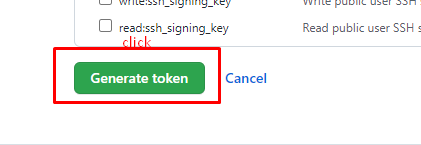 write:ssh_signing_key Write public user SSH s
read:ssh_signing_key Read public user SSH s
click
Generate token Cancel